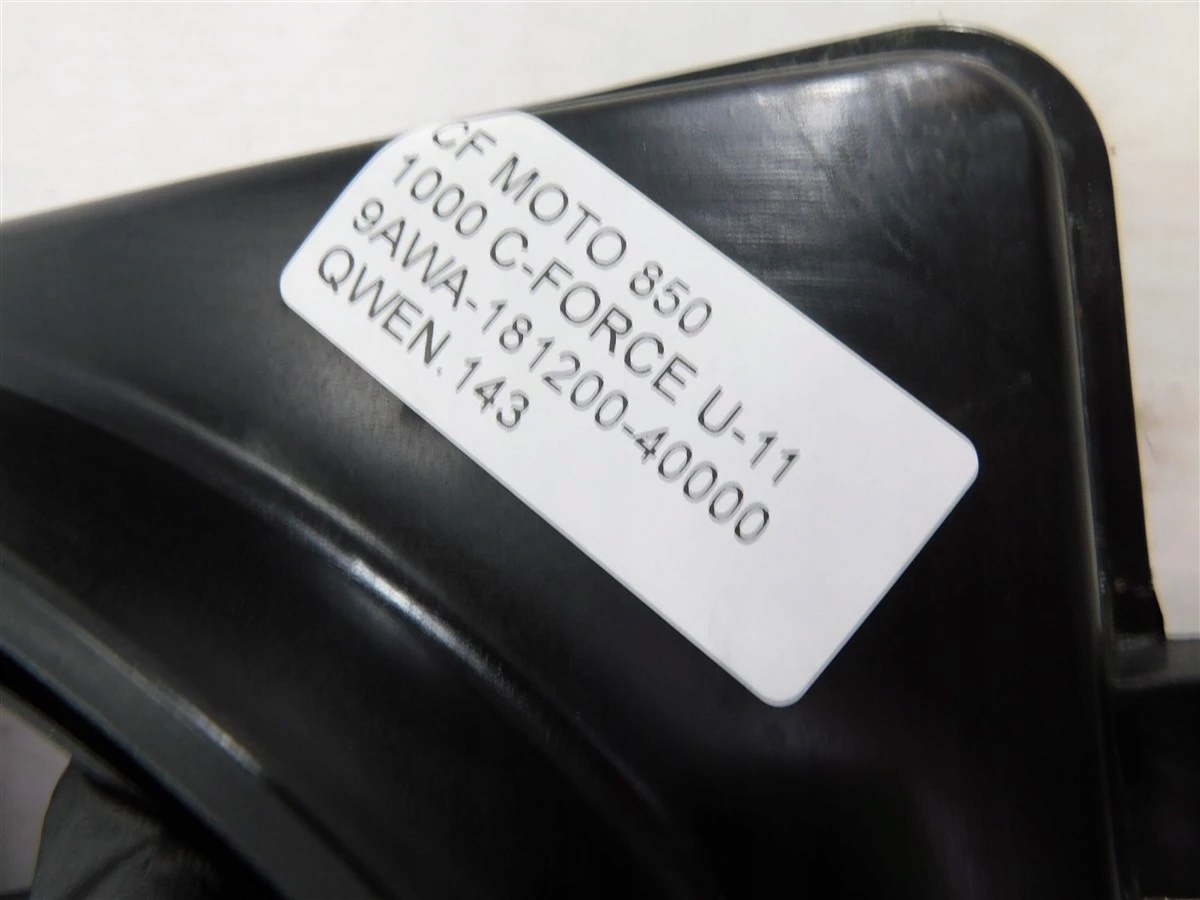 CF MOTO 850
1000 C-FORCE U-11
9AWA-181200-40000
QWEN.143